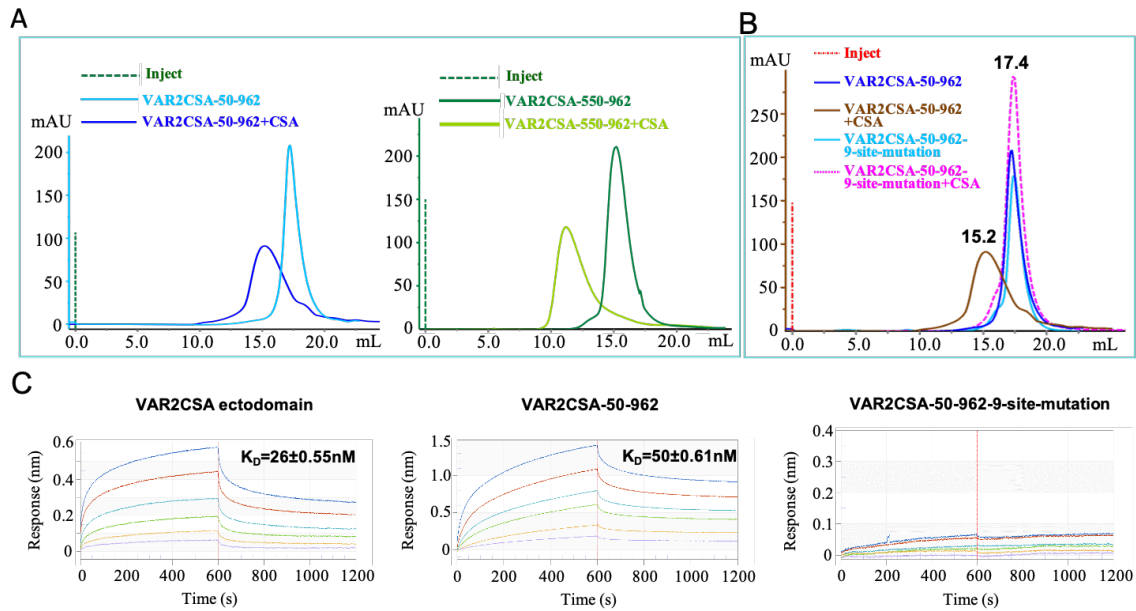 A
Inject
VAR2CSA-50-962
VAR2CSA-50-962+CSA
mAU
200
150
100
50
0
0.0
5.0
10.0
15.0
20.0
mL
Inject
VAR2CSA-550-962
VAR2CSA-550-962+CSA
mAU
200
150
100
50
0
0.0
5.0
10.0
15.0
20.0
mL
B
Inject
VAR2CSA-50-962
VAR2CSA-50-962
+CSA
VAR2CSA-50-962-
9-site-mutation
VAR2CSA-50-962-
9-site-mutation+CSA
mAU
250
200
150
100
50
0
17.4
15.2
0.0
5.0
10.0
15.0
20.0
mL
C
VAR2CSA ectodomain
KD=26±0.55nM
Response (nm)
0.6
0.4
0.2
0
0 200 400 600 800 1000 1200
Time (s)
VAR2CSA-50-962
KD=50±0.61nM
Response (nm)
1.5
1.0
0.5
0
0 200 400 600 800 1000 1200
Time (s)
VAR2CSA-50-962-9-site-mutation
Response (nm)
0.4
0.3
0.2
0.1
0
0 200 400 600 800 1000 1200
Time (s)